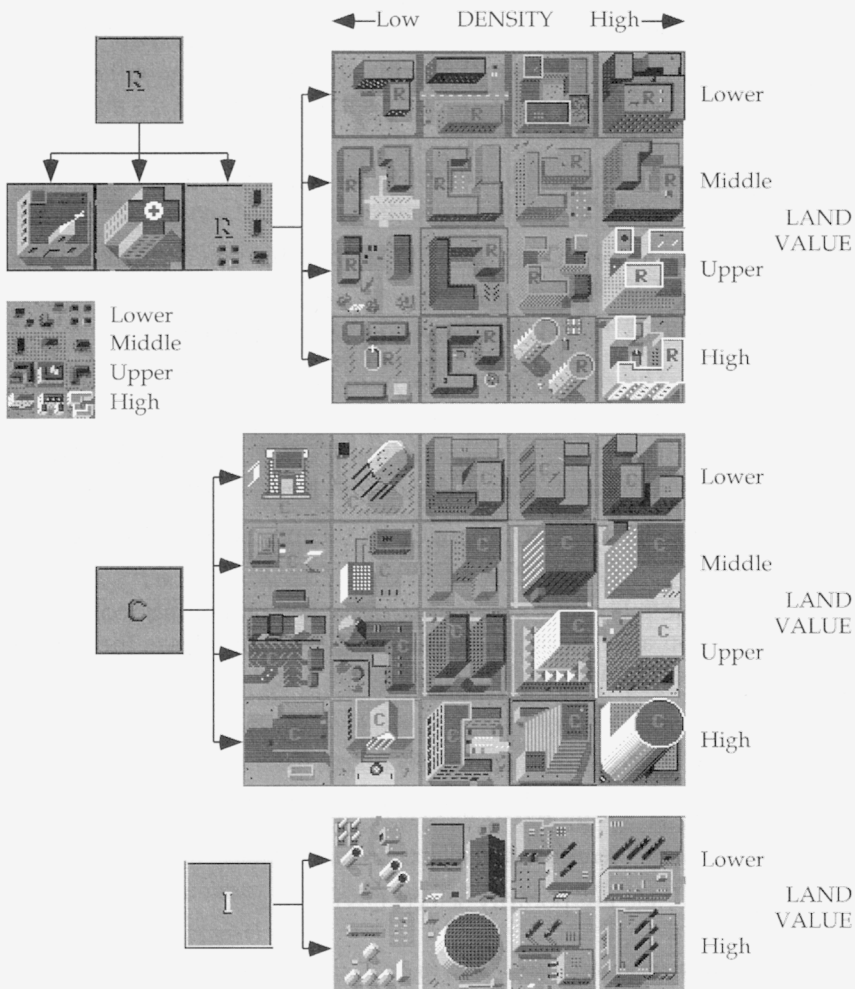 Low DENSITY High
R
Lower
Middle
Upper
High
LAND
VALUE
R
Lower
Middle
Upper
High
C
Lower
Middle
Upper
High
LAND
VALUE
I
Lower
High
LAND
VALUE